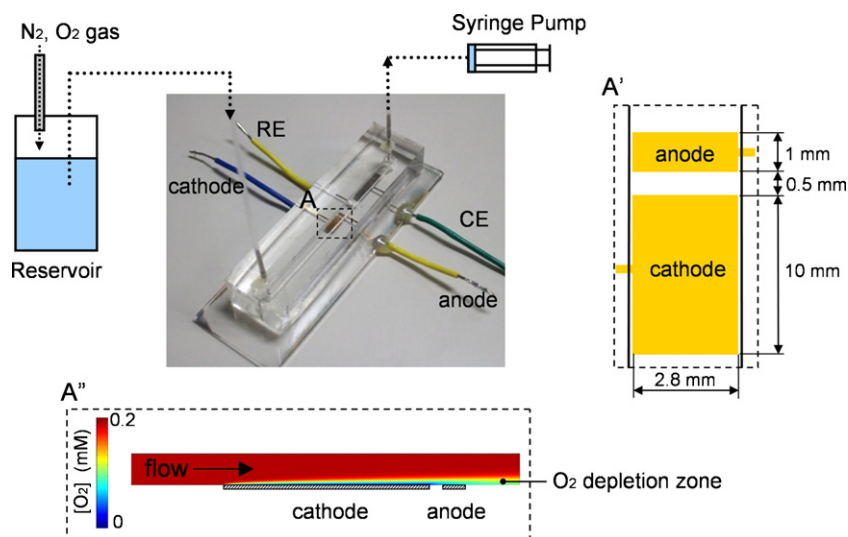 N2, O2 gas
Syringe Pump
Reservoir
RE
cathode
A
CE
anode
A'
anode
1 mm
0.5 mm
cathode
10 mm
2.8 mm
A"
0.2
[O2] (mM)
0
flow
O2 depletion zone
cathode
anode